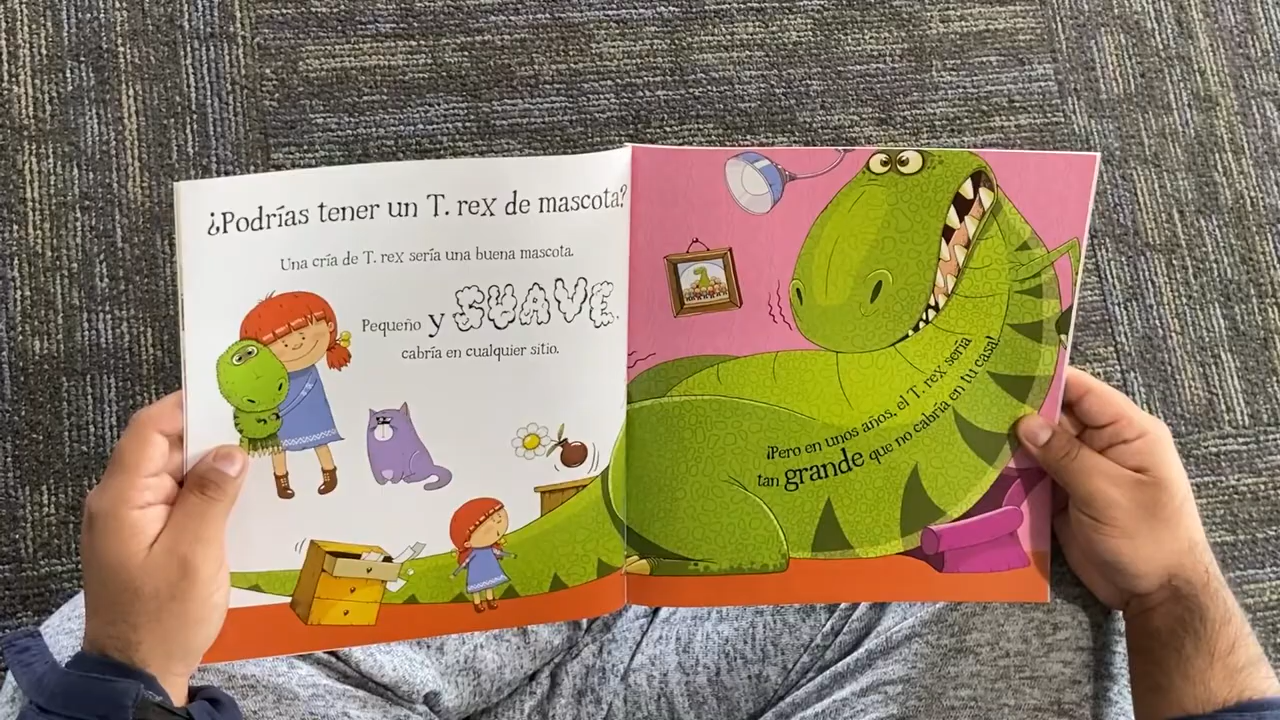 ¿Podrías tener un T. rex de mascota?
Una cría de T. rex sería una buena mascota.
Pequeño y SUAVE,
cabría en cualquier sitio.
¡Pero en unos años, el T. rex sería
tan grande que no cabría en tu casa!